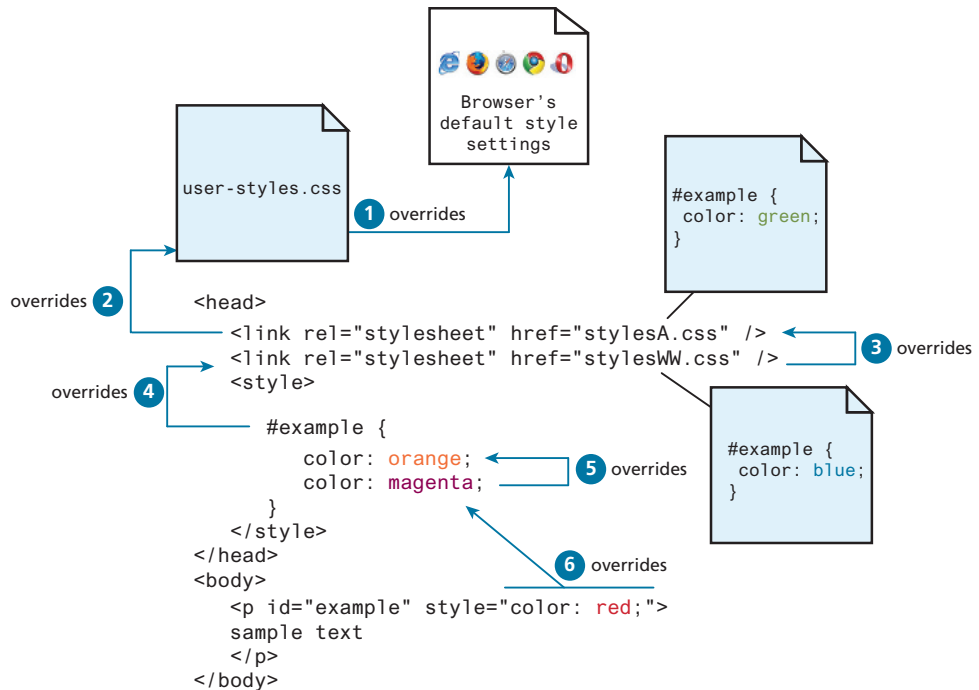 Browser's
default style
settings
user-styles.css
1 overrides
#example {
color: green;
}
overrides 2
<head>
<link rel="stylesheet" href="stylesA.css" />
3 overrides
<link rel="stylesheet" href="stylesWW.css" />
<style>
overrides 4
#example {
color: orange;
5 overrides
color: magenta;
}
#example {
color: blue;
}
</style>
</head>
6 overrides
<body>
<p id="example" style="color: red;">
sample text
</p>
</body>